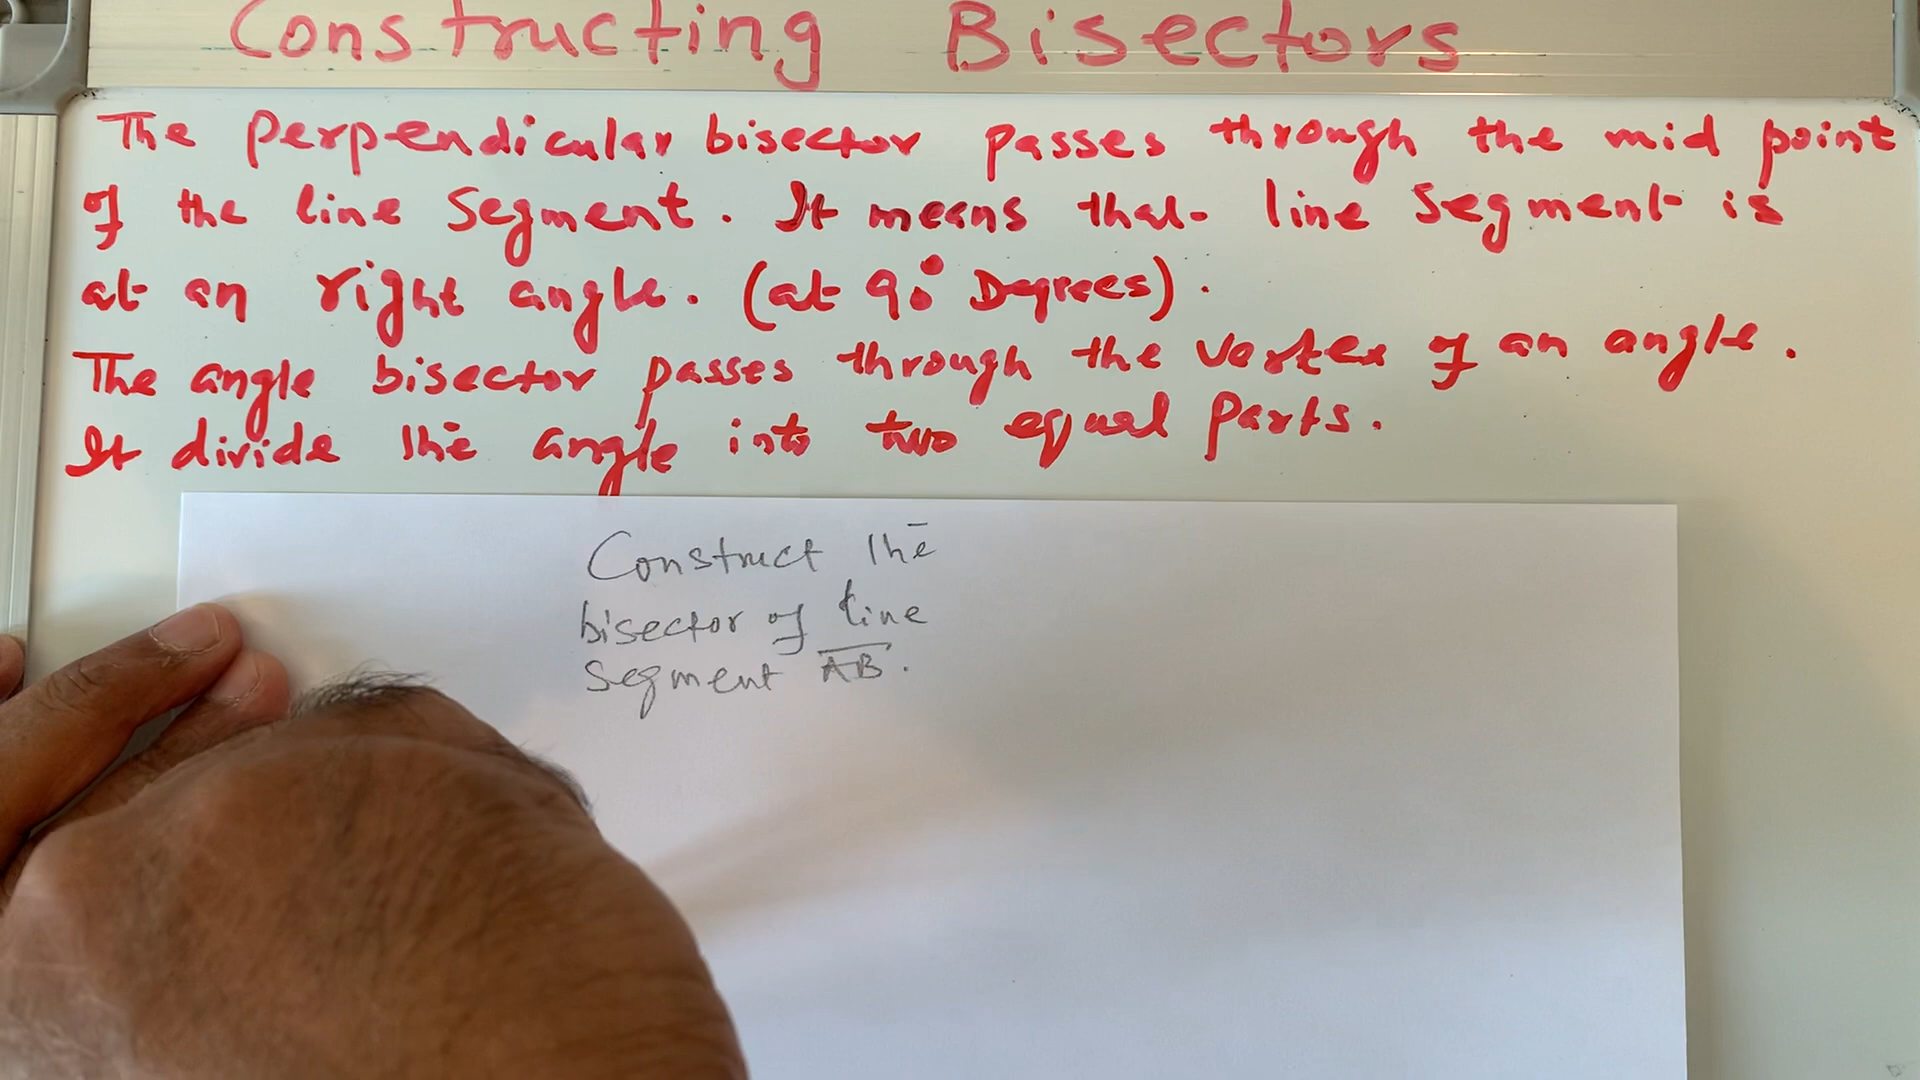 Constructing Bisectors
The perpendicular bisector passes through the mid point
of the line segment. It means that line segment is
at an right angle. (at 90° Degrees).
The angle bisector passes through the vertex of an angle.
It divide the angle into two equal parts.
Construct the
bisector of line
segment AB.